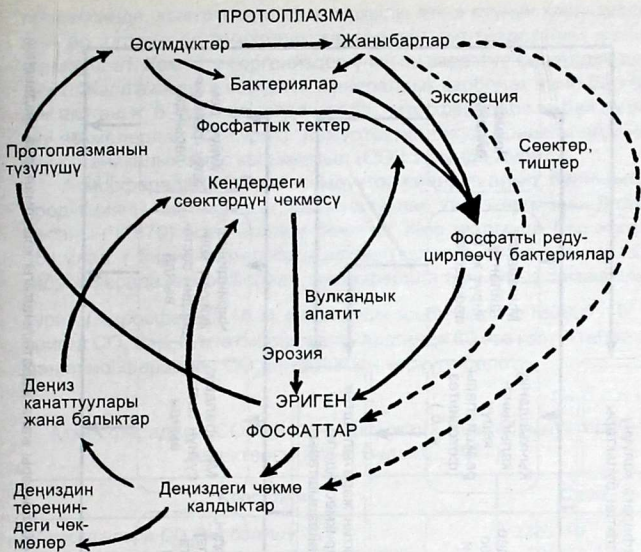 ПРОТОПЛАЗМА
Өсүмдүктөр
Жаныбарлар
Бактериялар
Экскреция
Фосфаттык тектер
Сөөктөр,
тиштер
Протоплазманын
түзүлүшү
Кендердеги
сөөктөрдүн чөкмөсү
Фосфатты реду-
цирлөөчү бактериялар
Вулкандык
апатит
Эрозия
Деңиз
канаттуулары
жана балыктар
ЭРИГЕН
ФОСФАТТАР
Деңиздеги чөкмө
калдыктар
Деңиздин
тереңин-
деги чөк-
мөлөр